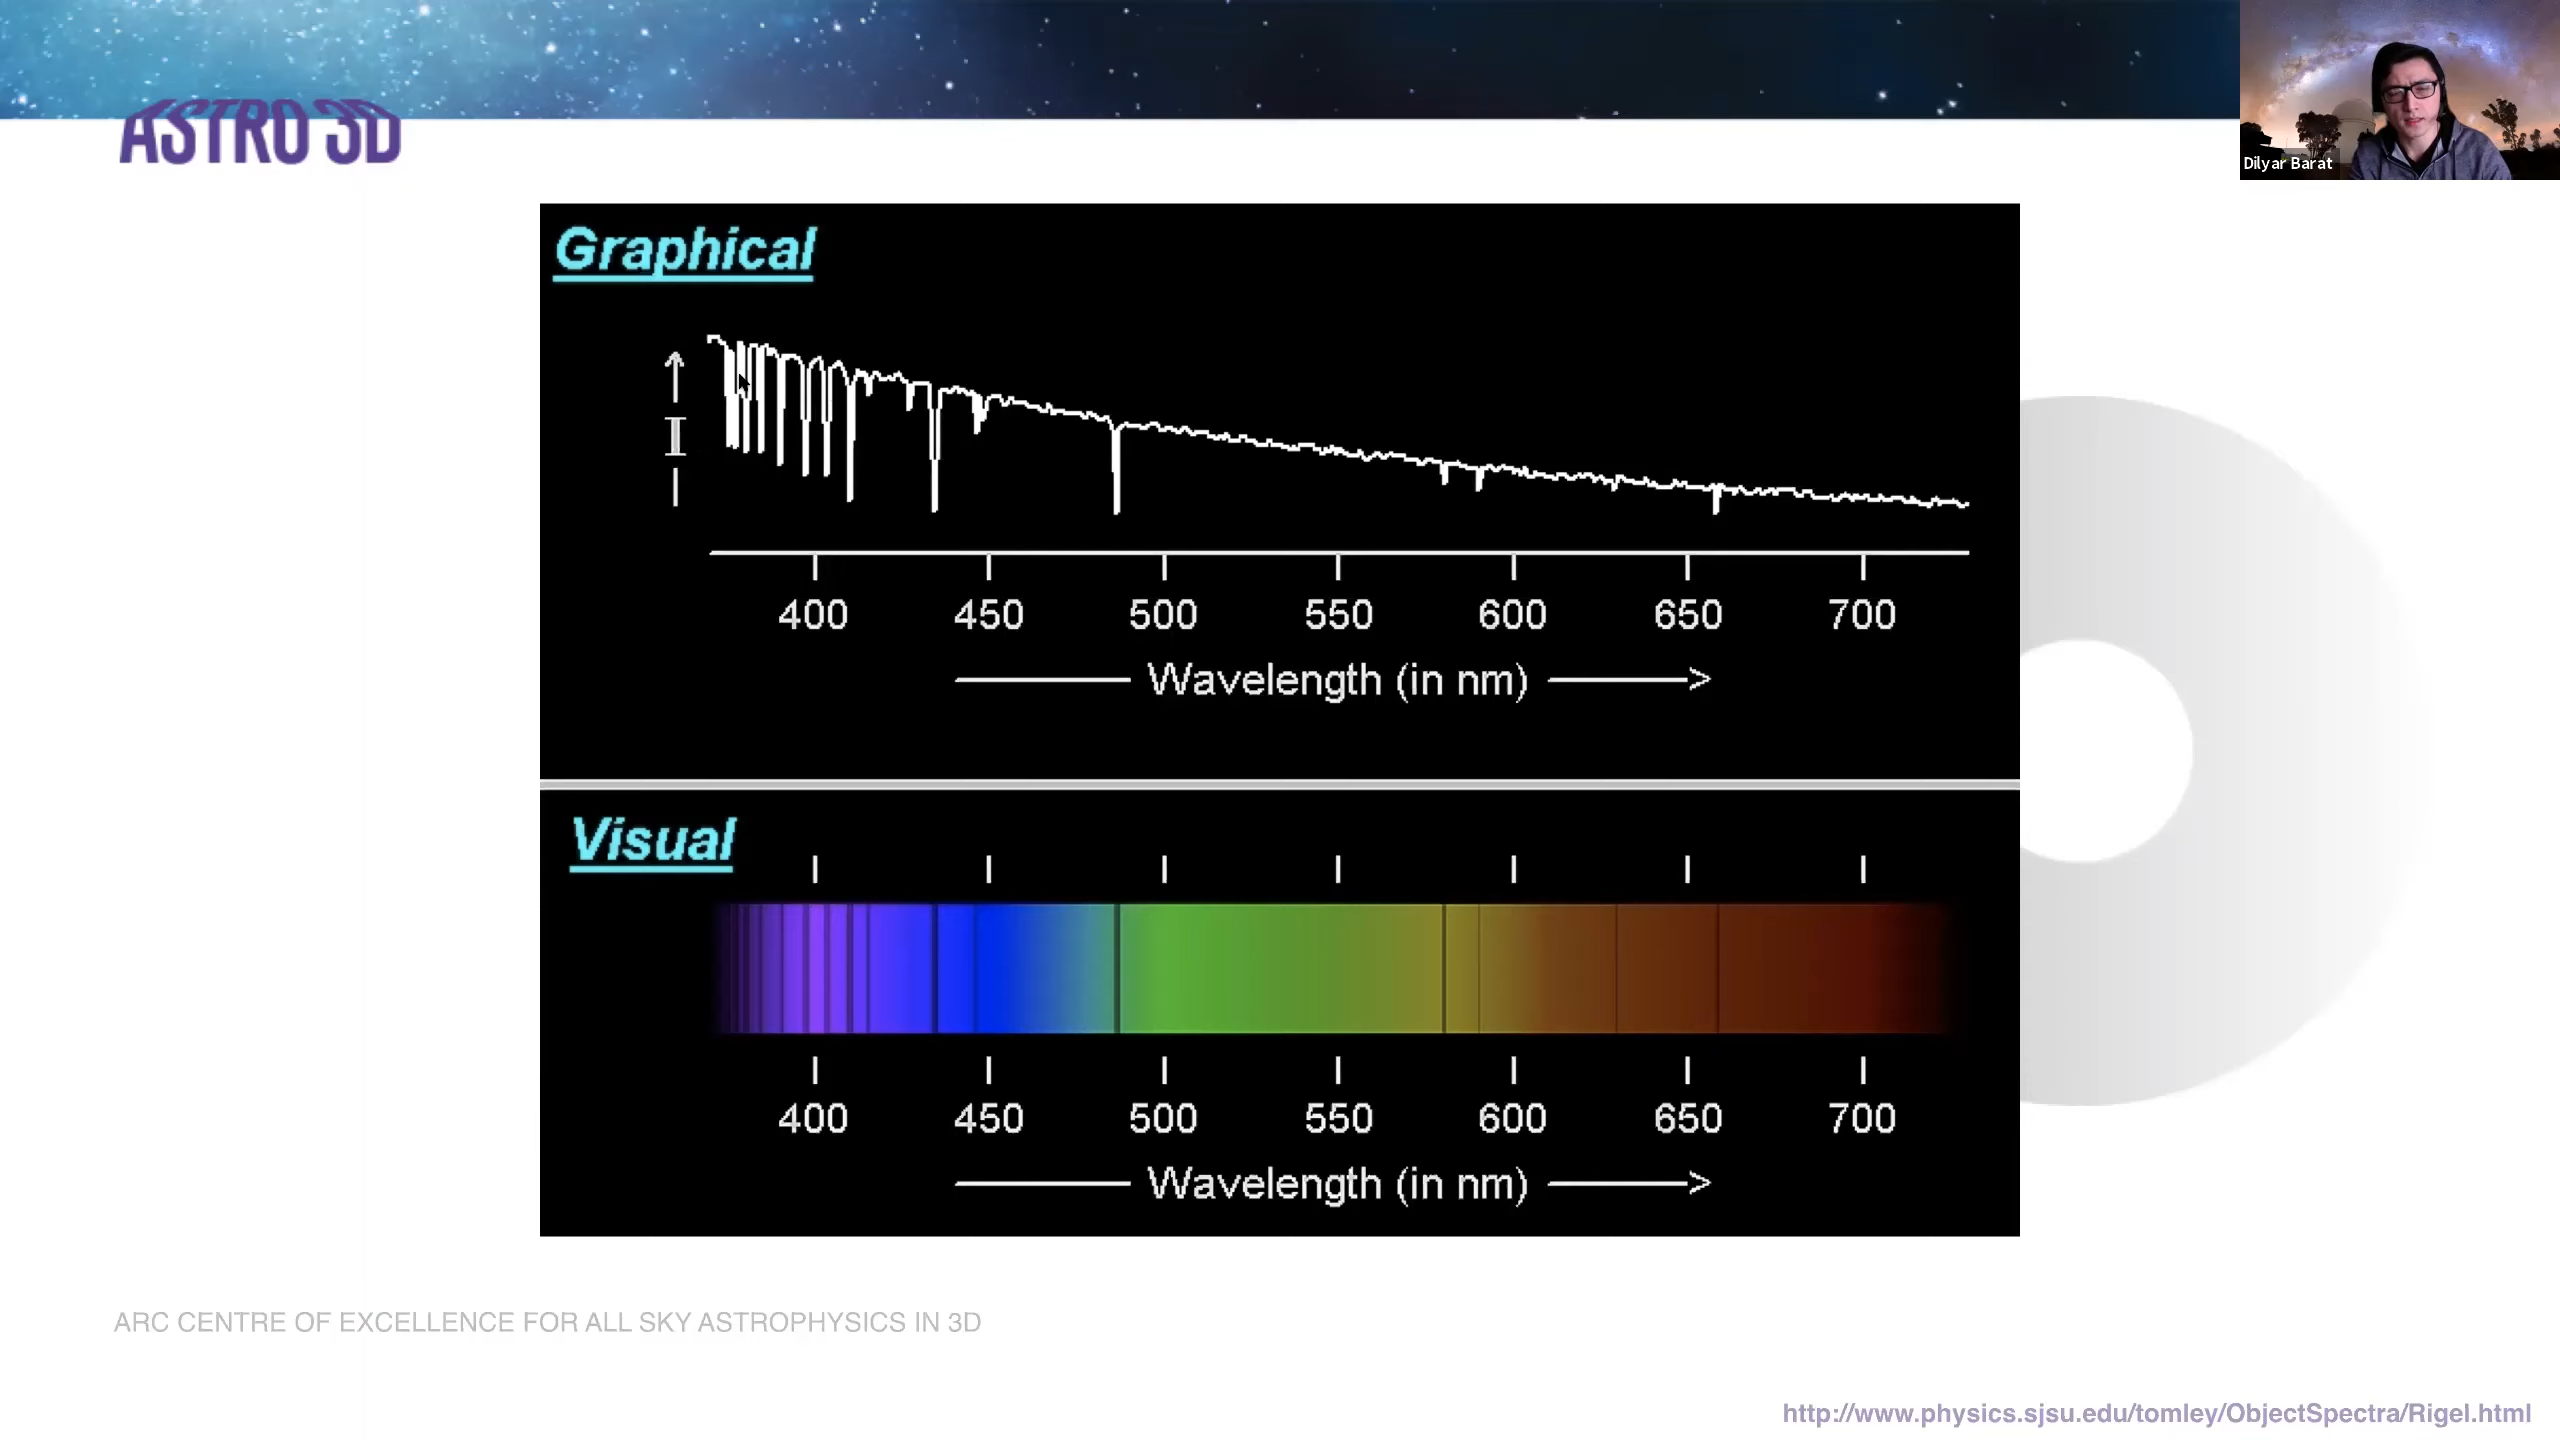 ASTRO 3D
Dilyar Barat
Graphical
I
400 450 500 550 600 650 700
Wavelength (in nm)
Visual
400 450 500 550 600 650 700
Wavelength (in nm)
ARC CENTRE OF EXCELLENCE FOR ALL SKY ASTROPHYSICS IN 3D
http://www.physics.sjsu.edu/tomley/ObjectSpectra/Rigel.html